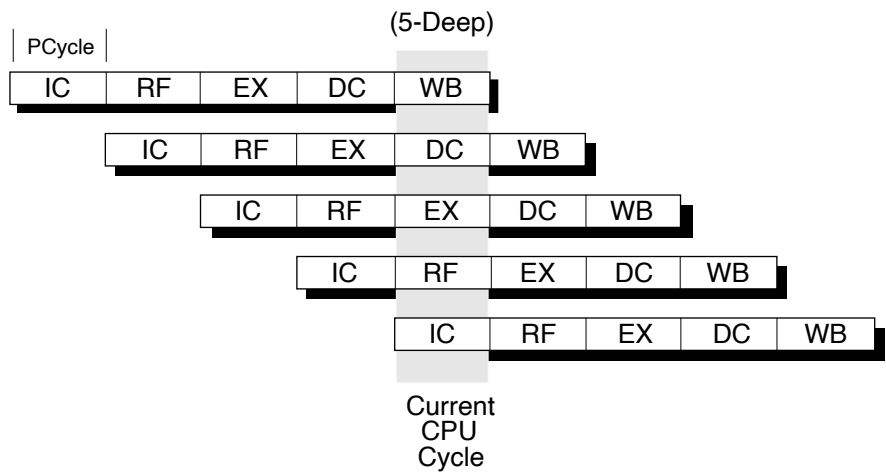 (5-Deep)
PCycle
IC RF EX DC WB
IC RF EX DC WB
IC RF EX DC WB
IC RF EX DC WB
IC RF EX DC WB
Current
CPU
Cycle